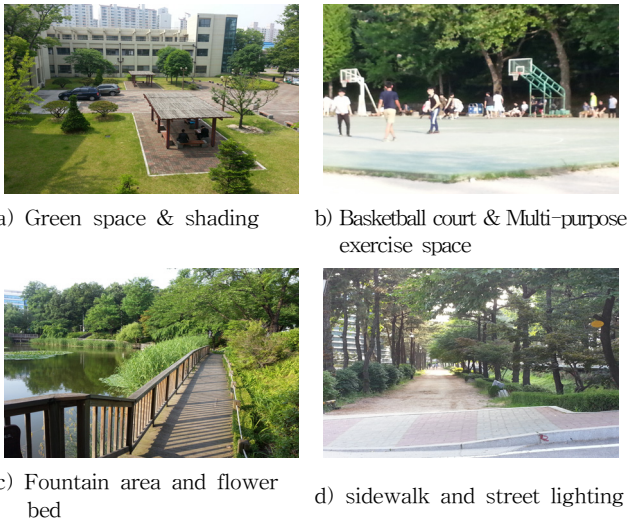 a) Green space & shading
b) Basketball court & Multi-purpose
exercise space
c) Fountain area and flower
bed
d) sidewalk and street lighting